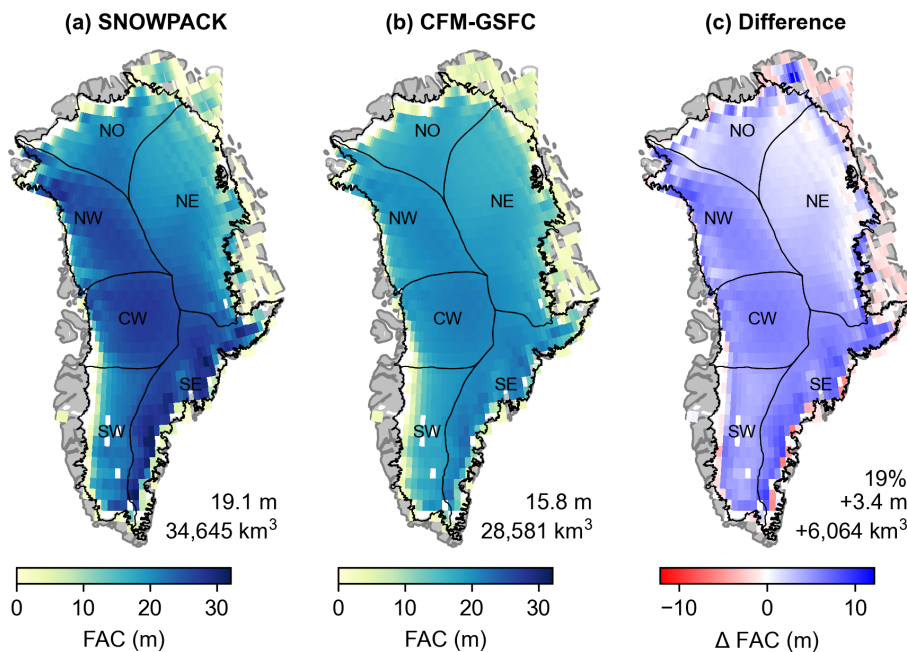 (a) SNOWPACK
(b) CFM-GSFC
(c) Difference
NO
NE
NW
CW
SE
SW
19.1 m
34,645 km³
NO
NE
NW
CW
SE
SW
15.8 m
28,581 km³
NO
NE
NW
CW
SE
SW
19%
+3.4 m
+6,064 km³
0 10 20 30
FAC (m)
0 10 20 30
FAC (m)
−10 0 10
Δ FAC (m)